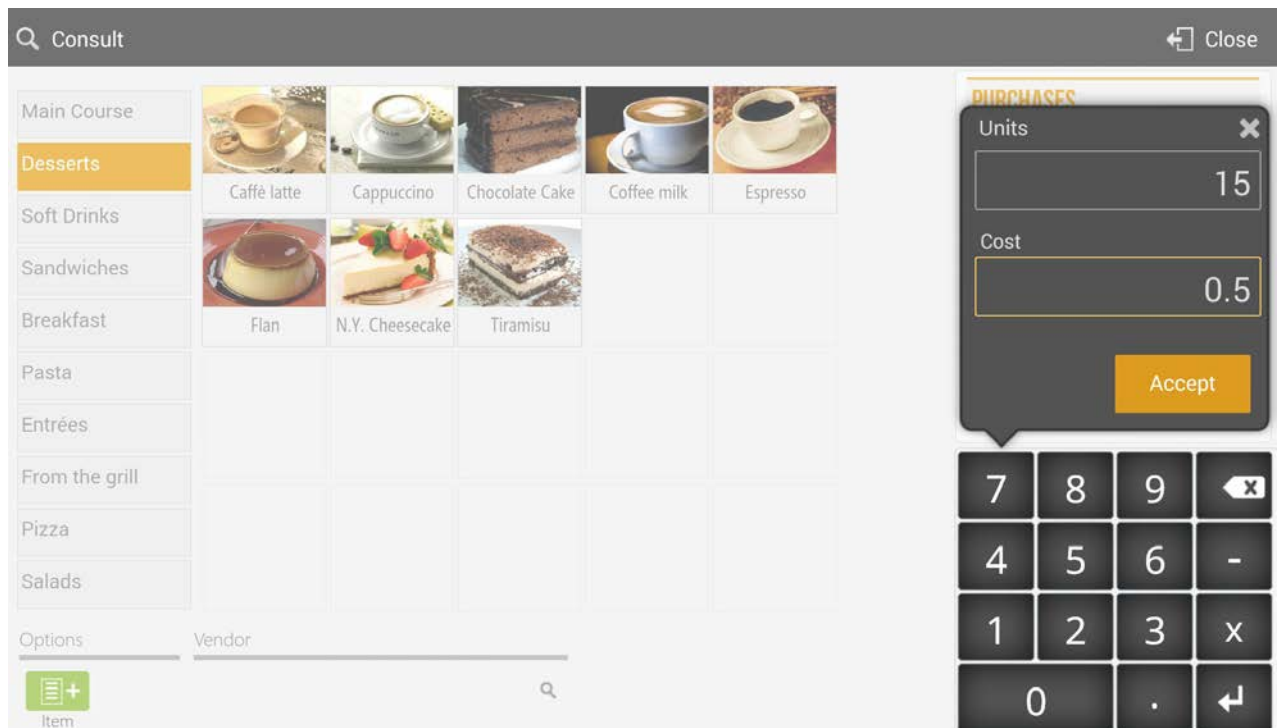 Consult
Close
Main Course
Desserts
Soft Drinks
Sandwiches
Breakfast
Pasta
Entrées
From the grill
Pizza
Salads
Caffè latte
Cappuccino
Chocolate Cake
Coffee milk
Espresso
Flan
N.Y. Cheesecake
Tiramisu
PURCHASES
Units
15
Cost
0.5
Accept
7 8 9 x
4 5 6 -
1 2 3 x
0 .
Options
Vendor
Item